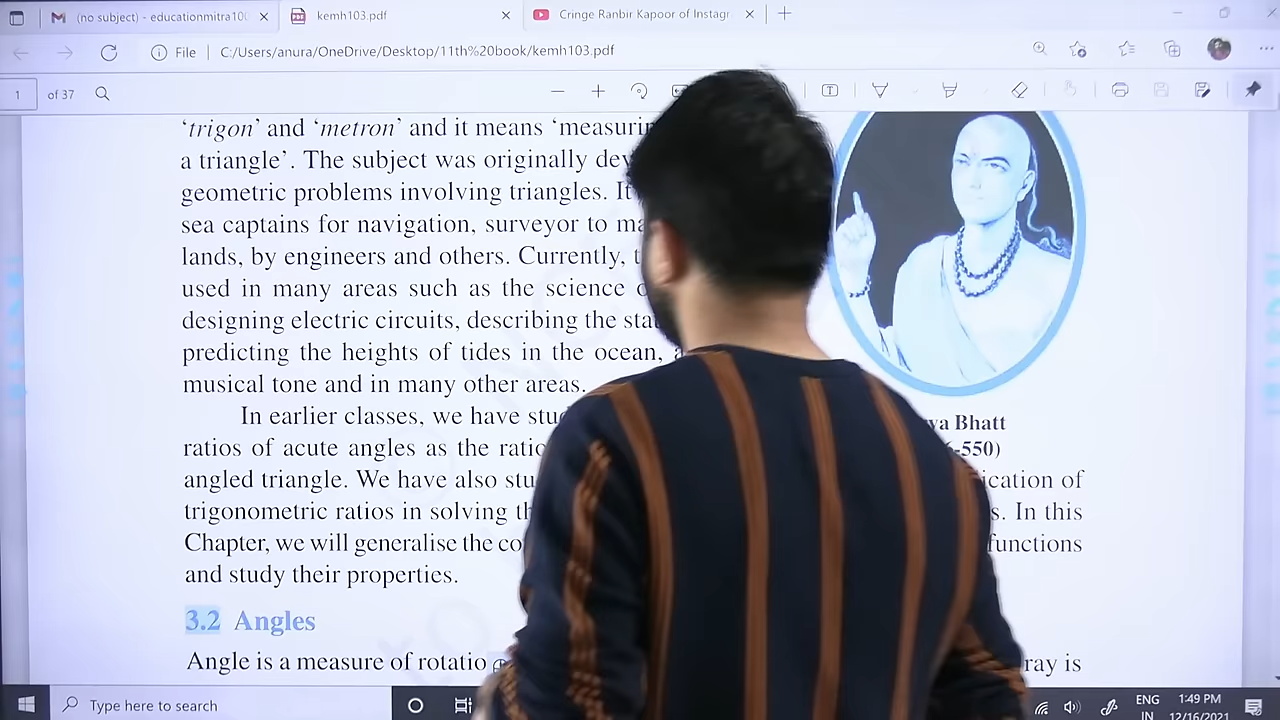 (no subject) - educationmitra100
kemh103.pdf
Cringe Ranbir Kapoor of Instagr
File
C:/Users/anura/OneDrive/Desktop/11th%20book/kemh103.pdf
1 of 37
‘trigon’ and ‘metron’ and it means ‘measuri
a triangle’. The subject was originally dev
geometric problems involving triangles. It
sea captains for navigation, surveyor to ma
lands, by engineers and others. Currently, t
used in many areas such as the science o
designing electric circuits, describing the sta
predicting the heights of tides in the ocean, a
musical tone and in many other areas.
ya Bhatt
-550)
In earlier classes, we have stu
ratios of acute angles as the ratio
angled triangle. We have also stu ication of
trigonometric ratios in solving th s. In this
Chapter, we will generalise the co functions
and study their properties.
3.2 Angles
Angle is a measure of rotatio ray is
Type here to search
ENG
IN
1:49 PM
12/16/2021